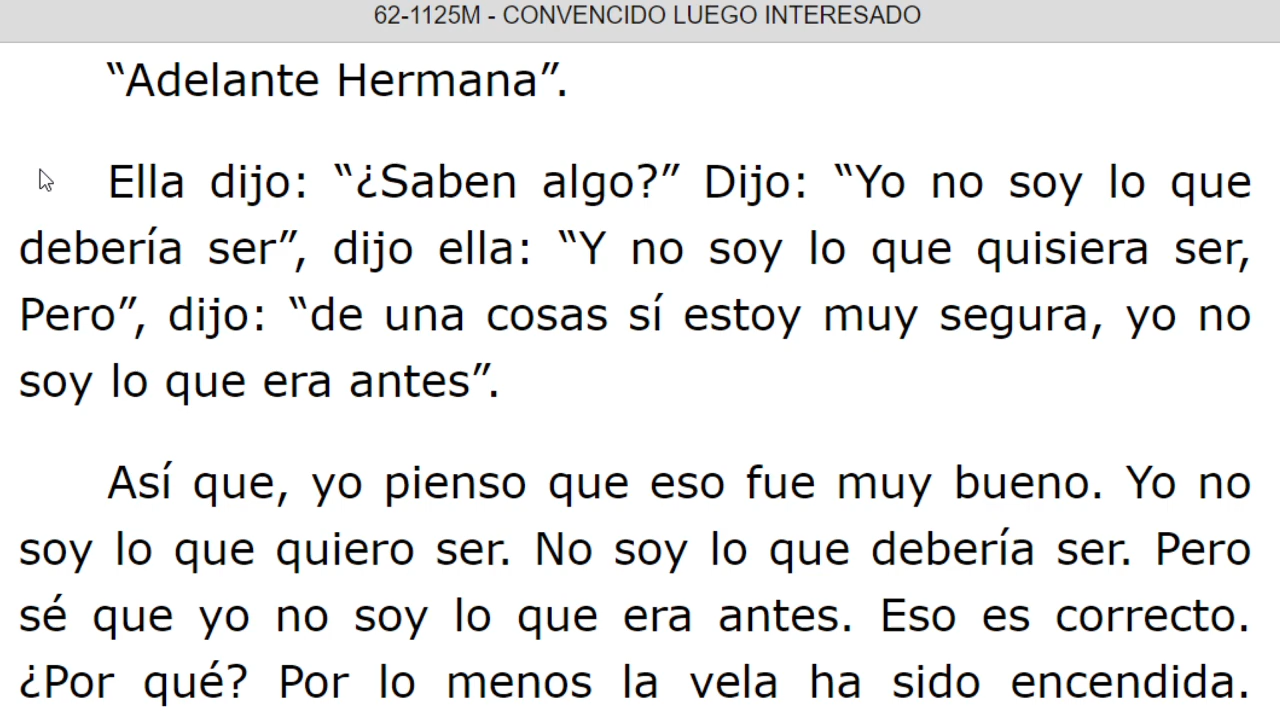 62-1125M - CONVENCIDO LUEGO INTERESADO
“Adelante Hermana”.
Ella dijo: “¿Saben algo?” Dijo: “Yo no soy lo que
debería ser”, dijo ella: “Y no soy lo que quisiera ser,
Pero”, dijo: “de una cosas sí estoy muy segura, yo no
soy lo que era antes”.
Así que, yo pienso que eso fue muy bueno. Yo no
soy lo que quiero ser. No soy lo que debería ser. Pero
sé que yo no soy lo que era antes. Eso es correcto.
¿Por qué? Por lo menos la vela ha sido encendida.